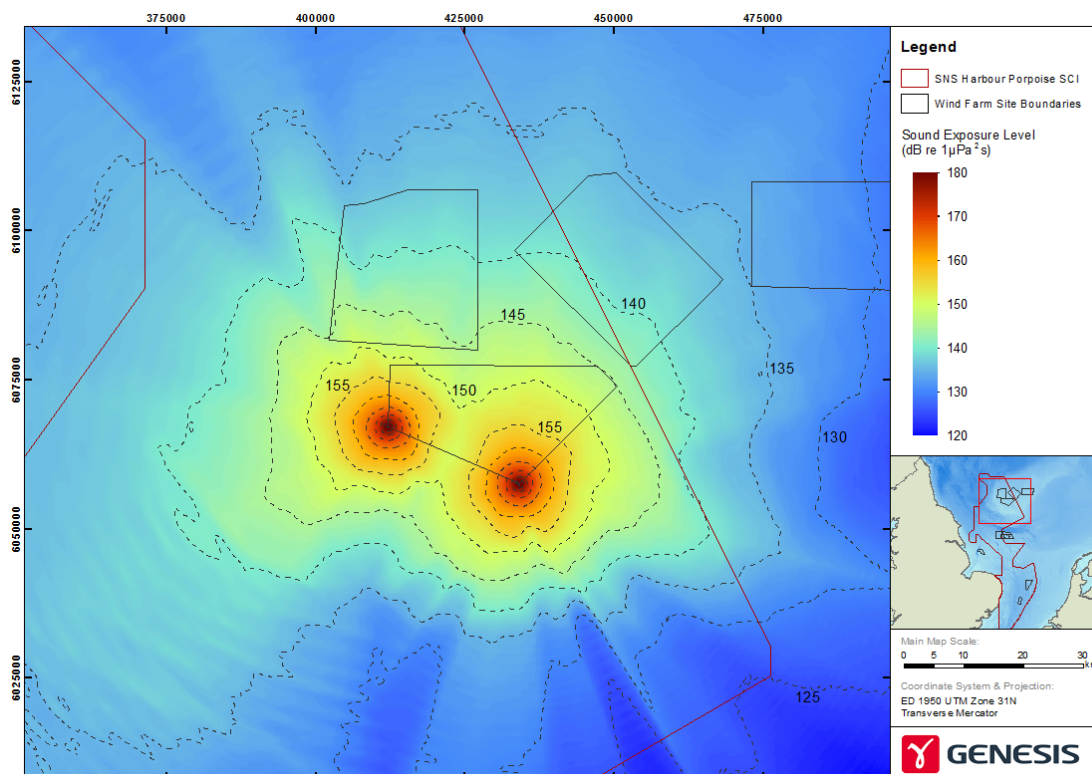 375000 400000 425000 450000 475000
6125000
6100000
6075000
6050000
6025000
145
140
135
155
150
155
130
125
Legend
SNS Harbour Porpoise SCI
Wind Farm Site Boundaries
Sound Exposure Level
(dB re 1µPa²s)
180
170
160
150
140
130
120
Main Map Scale:
0 5 10 20 30
km
Coordinate System & Projection:
ED 1950 UTM Zone 31N
Transverse Mercator
GENESIS